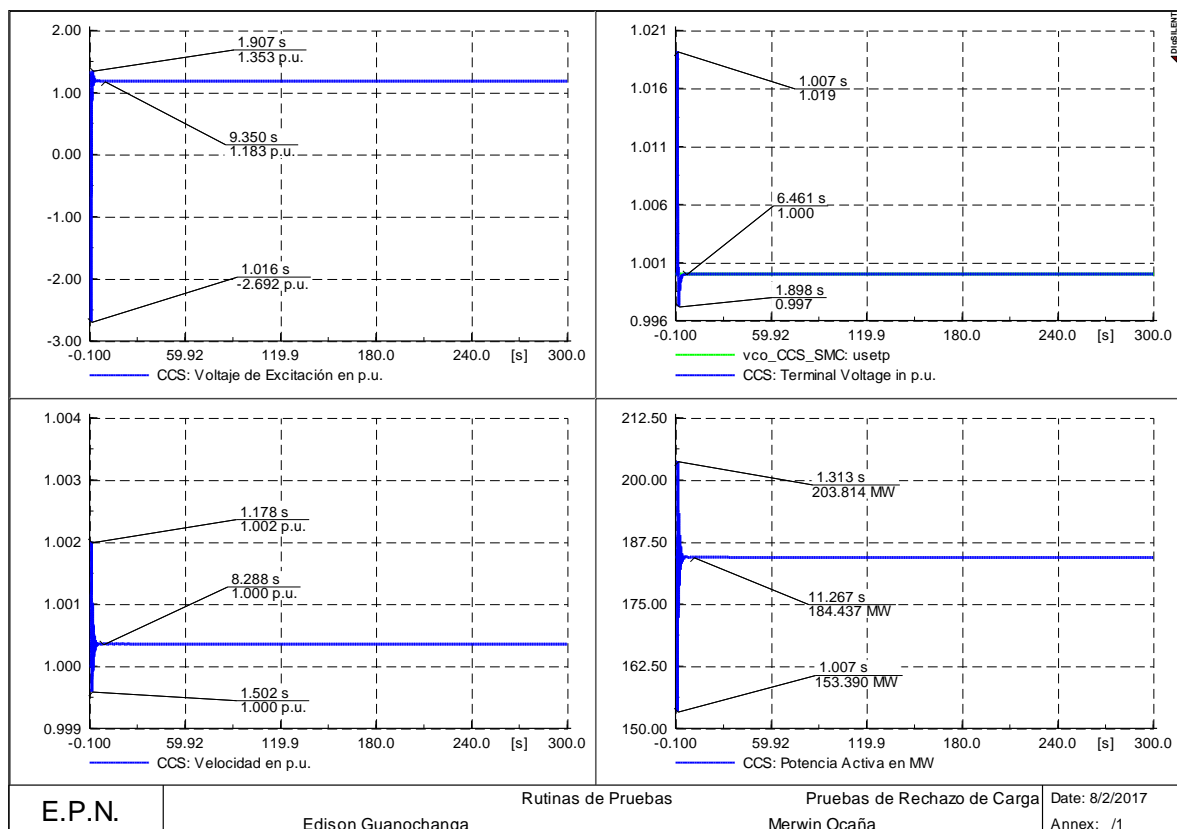 2.00
1.00
0.00
-1.00
-2.00
-3.00
-0.100 59.92 119.9 180.0 240.0 [s] 300.0
1.907 s
1.353 p.u.
9.350 s
1.183 p.u.
1.016 s
-2.692 p.u.
CCS: Voltaje de Excitación en p.u.
1.021
1.016
1.011
1.006
1.001
0.996
-0.100 59.92 119.9 180.0 240.0 [s] 300.0
1.007 s
1.019
6.461 s
1.000
1.898 s
0.997
vco_CCS_SMC: usetp
CCS: Terminal Voltage in p.u.
DIgSILENT
1.004
1.003
1.002
1.001
1.000
0.999
-0.100 59.92 119.9 180.0 240.0 [s] 300.0
1.178 s
1.002 p.u.
8.288 s
1.000 p.u.
1.502 s
1.000 p.u.
CCS: Velocidad en p.u.
212.50
200.00
187.50
175.00
162.50
150.00
-0.100 59.92 119.9 180.0 240.0 [s] 300.0
1.313 s
203.814 MW
11.267 s
184.437 MW
1.007 s
153.390 MW
CCS: Potencia Activa en MW
E.P.N.
Rutinas de Pruebas Pruebas de Rechazo de Carga
Edison Guanochanga Merwin Ocaña
Date: 8/2/2017
Annex: /1